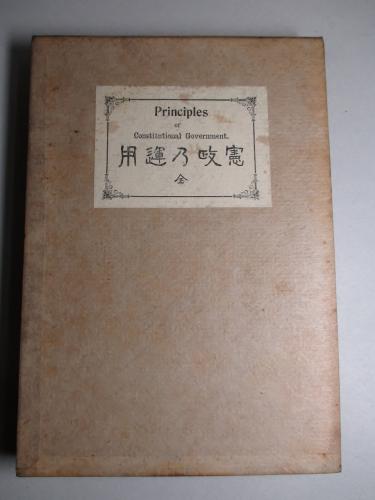 Principles
OF
Constitutional Government.
憲政乃運用
全